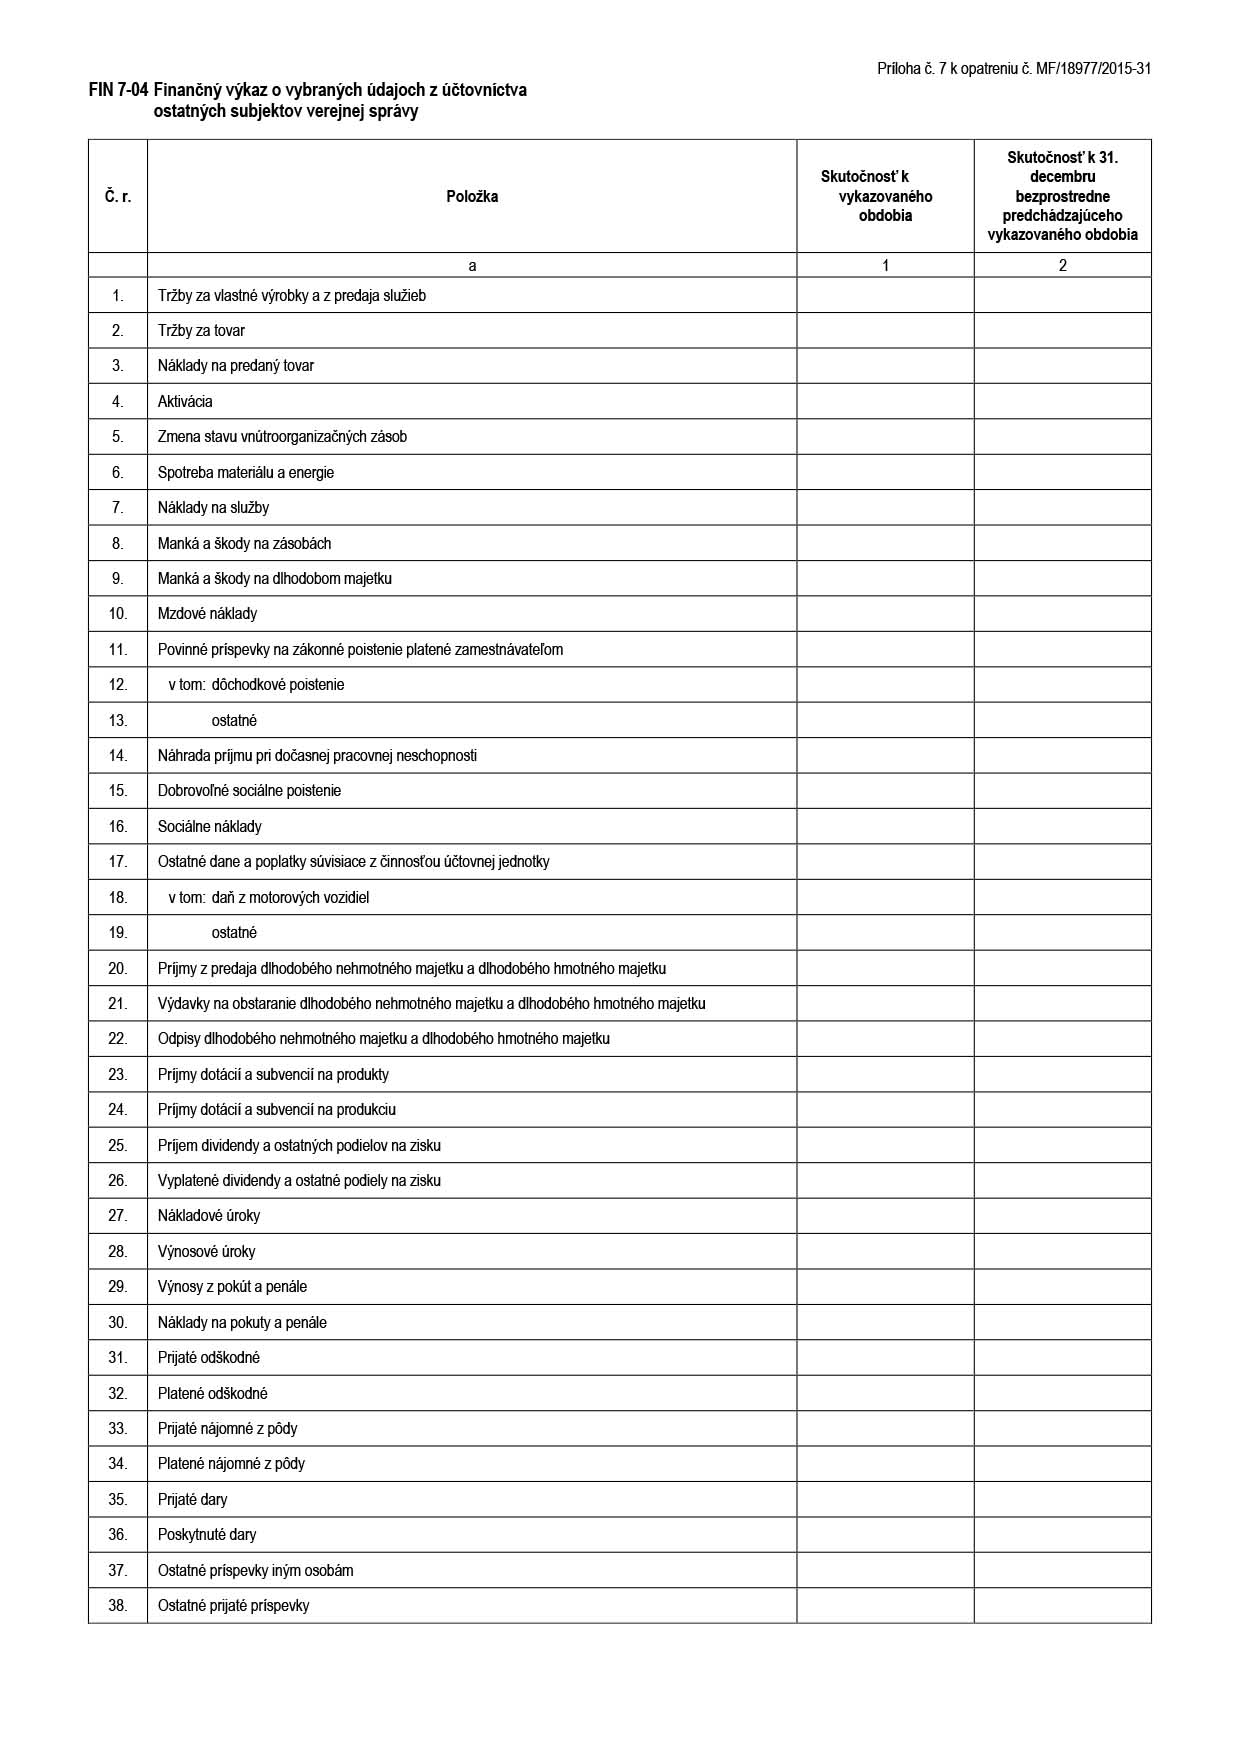 Príloha č. 7 k opatreniu č. MF/18977/2015-31
FIN 7-04 Finančný výkaz o vybraných údajoch z účtovníctva
ostatných subjektov verejnej správy
Č. r.
Položka
Skutočnosť k
vykazovaného
obdobia
Skutočnosť k 31.
decembru
bezprostredne
predchádzajúceho
vykazovaného obdobia
a 1 2
1. Tržby za vlastné výrobky a z predaja služieb
2. Tržby za tovar
3. Náklady na predaný tovar
4. Aktivácia
5. Zmena stavu vnútroorganizačných zásob
6. Spotreba materiálu a energie
7. Náklady na služby
8. Manká a škody na zásobách
9. Manká a škody na dlhodobom majetku
10. Mzdové náklady
11. Povinné príspevky na zákonné poistenie platené zamestnávateľom
12. v tom: dôchodkové poistenie
13. ostatné
14. Náhrada príjmu pri dočasnej pracovnej neschopnosti
15. Dobrovoľné sociálne poistenie
16. Sociálne náklady
17. Ostatné dane a poplatky súvisiace z činnosťou účtovnej jednotky
18. v tom: daň z motorových vozidiel
19. ostatné
20. Príjmy z predaja dlhodobého nehmotného majetku a dlhodobého hmotného majetku
21. Výdavky na obstaranie dlhodobého nehmotného majetku a dlhodobého hmotného majetku
22. Odpisy dlhodobého nehmotného majetku a dlhodobého hmotného majetku
23. Príjmy dotácií a subvencií na produkty
24. Príjmy dotácií a subvencií na produkciu
25. Príjem dividendy a ostatných podielov na zisku
26. Vyplatené dividendy a ostatné podiely na zisku
27. Nákladové úroky
28. Výnosové úroky
29. Výnosy z pokút a penále
30. Náklady na pokuty a penále
31. Prijaté odškodné
32. Platené odškodné
33. Prijaté nájomné z pôdy
34. Platené nájomné z pôdy
35. Prijaté dary
36. Poskytnuté dary
37. Ostatné príspevky iným osobám
38. Ostatné prijaté príspevky